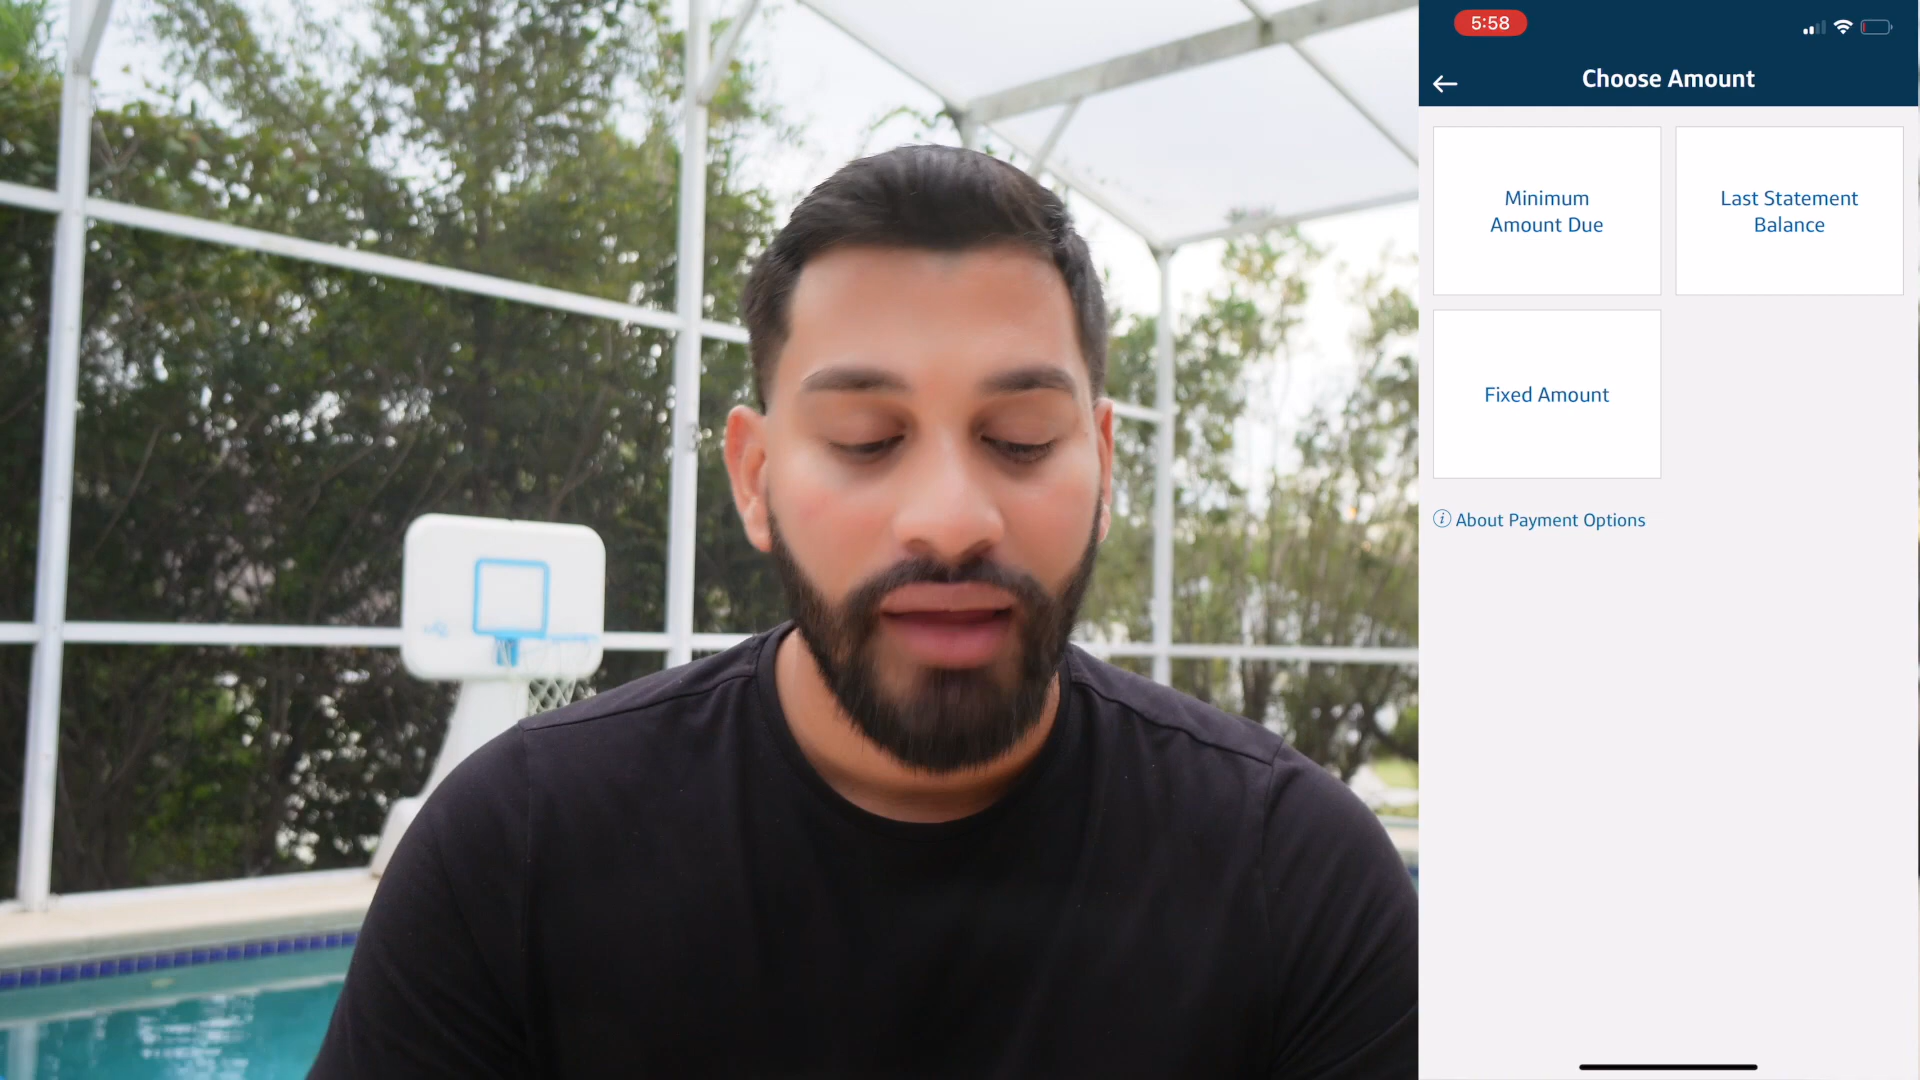 5:58
Choose Amount
Minimum
Amount Due
Last Statement
Balance
Fixed Amount
About Payment Options